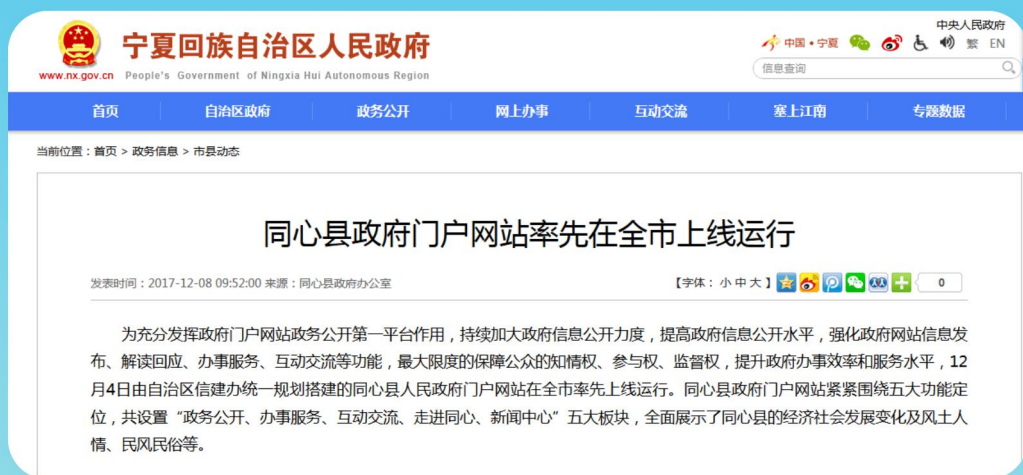 中央人民政府
宁夏回族自治区人民政府
中国·宁夏 繁 EN
www.nx.gov.cn People's Government of Ningxia Hui Autonomous Region
信息查询
首页 自治区政府 政务公开 网上办事 互动交流 塞上江南 专题数据
当前位置：首页 > 政务信息 > 市县动态
同心县政府门户网站率先在全市上线运行
发表时间：2017-12-08 09:52:00 来源：同心县政府办公室 【字体： 小 中 大 】 0
为充分发挥政府门户网站政务公开第一平台作用，持续加大政府信息公开力度，提高政府信息公开水平，强化政府网站信息发
布、解读回应、办事服务、互动交流等功能，最大限度的保障公众的知情权、参与权、监督权，提升政府办事效率和服务水平，12
月4日由自治区信建办统一规划搭建的同心县人民政府门户网站在全市率先上线运行。同心县政府门户网站紧紧围绕五大功能定
位，共设置“政务公开、办事服务、互动交流、走进同心、新闻中心”五大板块，全面展示了同心县的经济社会发展变化及风土人
情、民风民俗等。